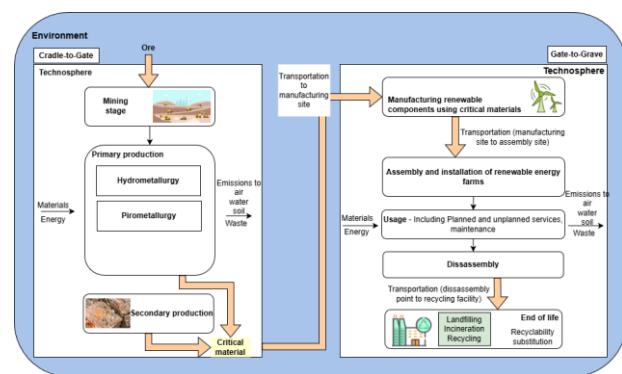 Environment
Cradle-to-Gate
Ore
Technosphere
Mining
stage
Primary production
Hydrometallurgy
Pirometallurgy
Materials
Energy
Emissions to
air
water
soil
Waste
Secondary production
Critical
material
Transportation
to
manufacturing
site
Gate-to-Grave
Technosphere
Manufacturing renewable
components using critical materials
Transportation (manufacturing
site to assembly site)
Assembly and installation of renewable energy
farms
Materials
Energy
Usage - Including Planned and unplanned services,
maintenance
Emissions to
air
water
soil
Waste
Dissassembly
Transportation (dissassembly
point to recycling facility)
Landfilling
Incineration
Recycling
End of life
Recyclability
substitution